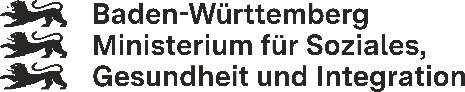 Baden-Württemberg
Ministerium für Soziales,
Gesundheit und Integration